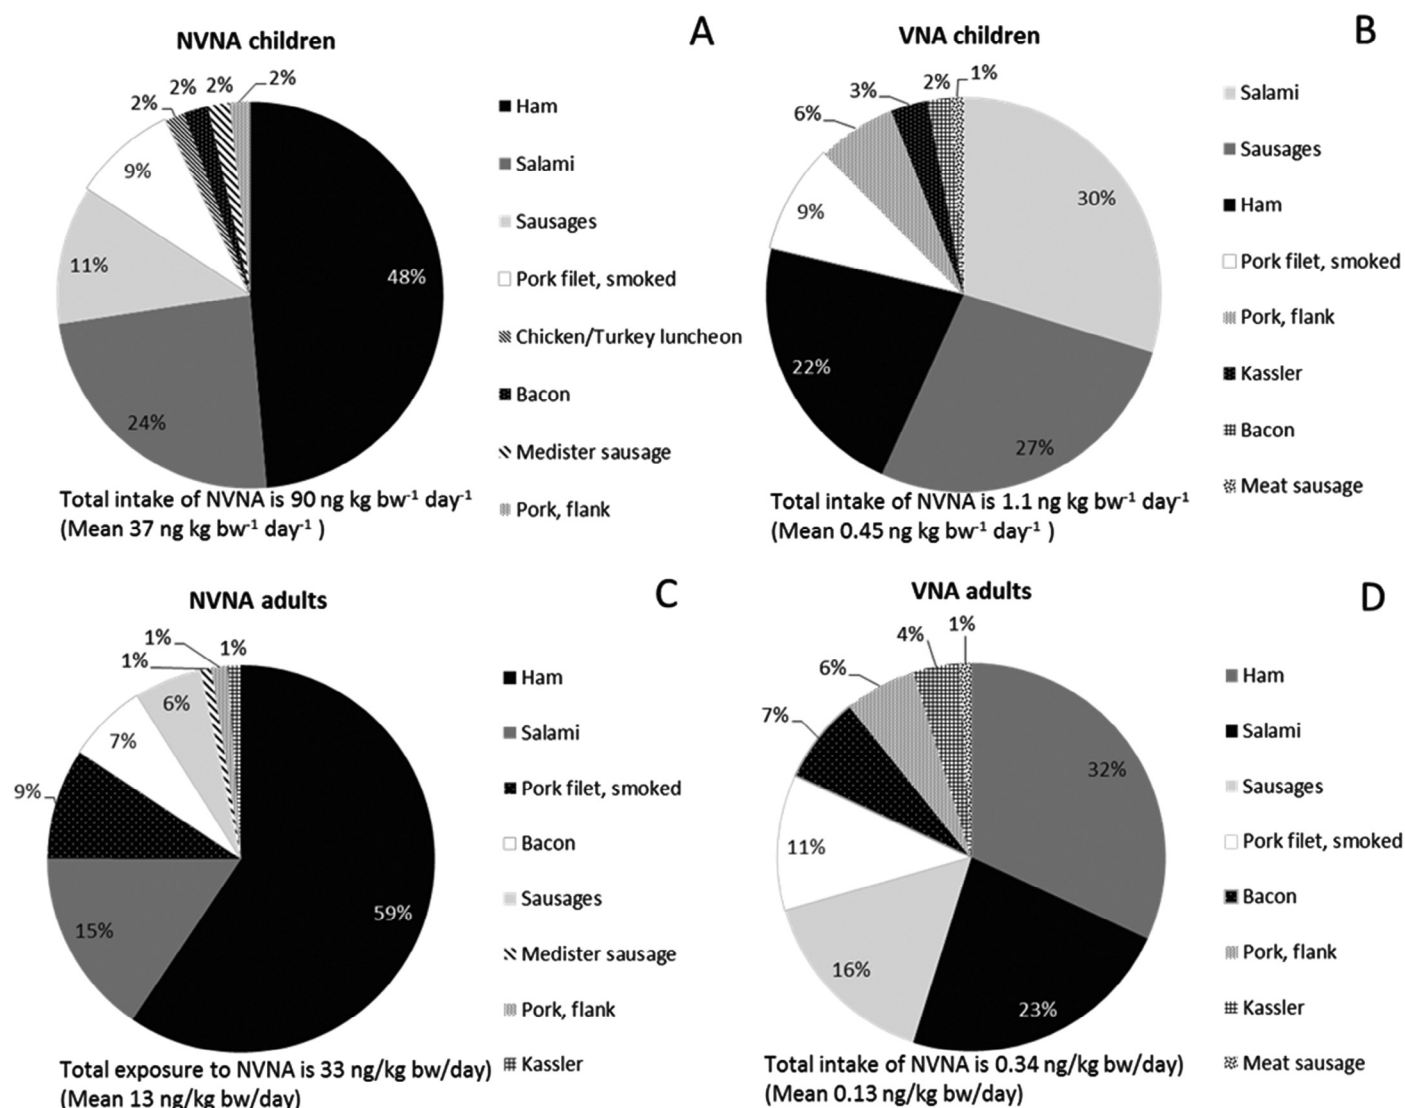 NVNA children
A
2%
2%
2%
2%
9%
11%
48%
24%
Ham
Salami
Sausages
Pork filet, smoked
Chicken/Turkey luncheon
Bacon
Medister sausage
Pork, flank
Total intake of NVNA is 90 ng kg bw⁻¹ day⁻¹
(Mean 37 ng kg bw⁻¹ day⁻¹ )
VNA children
B
1%
2%
3%
6%
9%
30%
22%
27%
Salami
Sausages
Ham
Pork filet, smoked
Pork, flank
Kassler
Bacon
Meat sausage
Total intake of NVNA is 1.1 ng kg bw⁻¹ day⁻¹
(Mean 0.45 ng kg bw⁻¹ day⁻¹ )
NVNA adults
C
1%
1%
1%
6%
7%
9%
59%
15%
Ham
Salami
Pork filet, smoked
Bacon
Sausages
Medister sausage
Pork, flank
Kassler
Total exposure to NVNA is 33 ng/kg bw/day)
(Mean 13 ng/kg bw/day)
VNA adults
D
1%
4%
6%
7%
32%
11%
16%
23%
Ham
Salami
Sausages
Pork filet, smoked
Bacon
Pork, flank
Kassler
Meat sausage
Total intake of NVNA is 0.34 ng/kg bw/day)
(Mean 0.13 ng/kg bw/day)